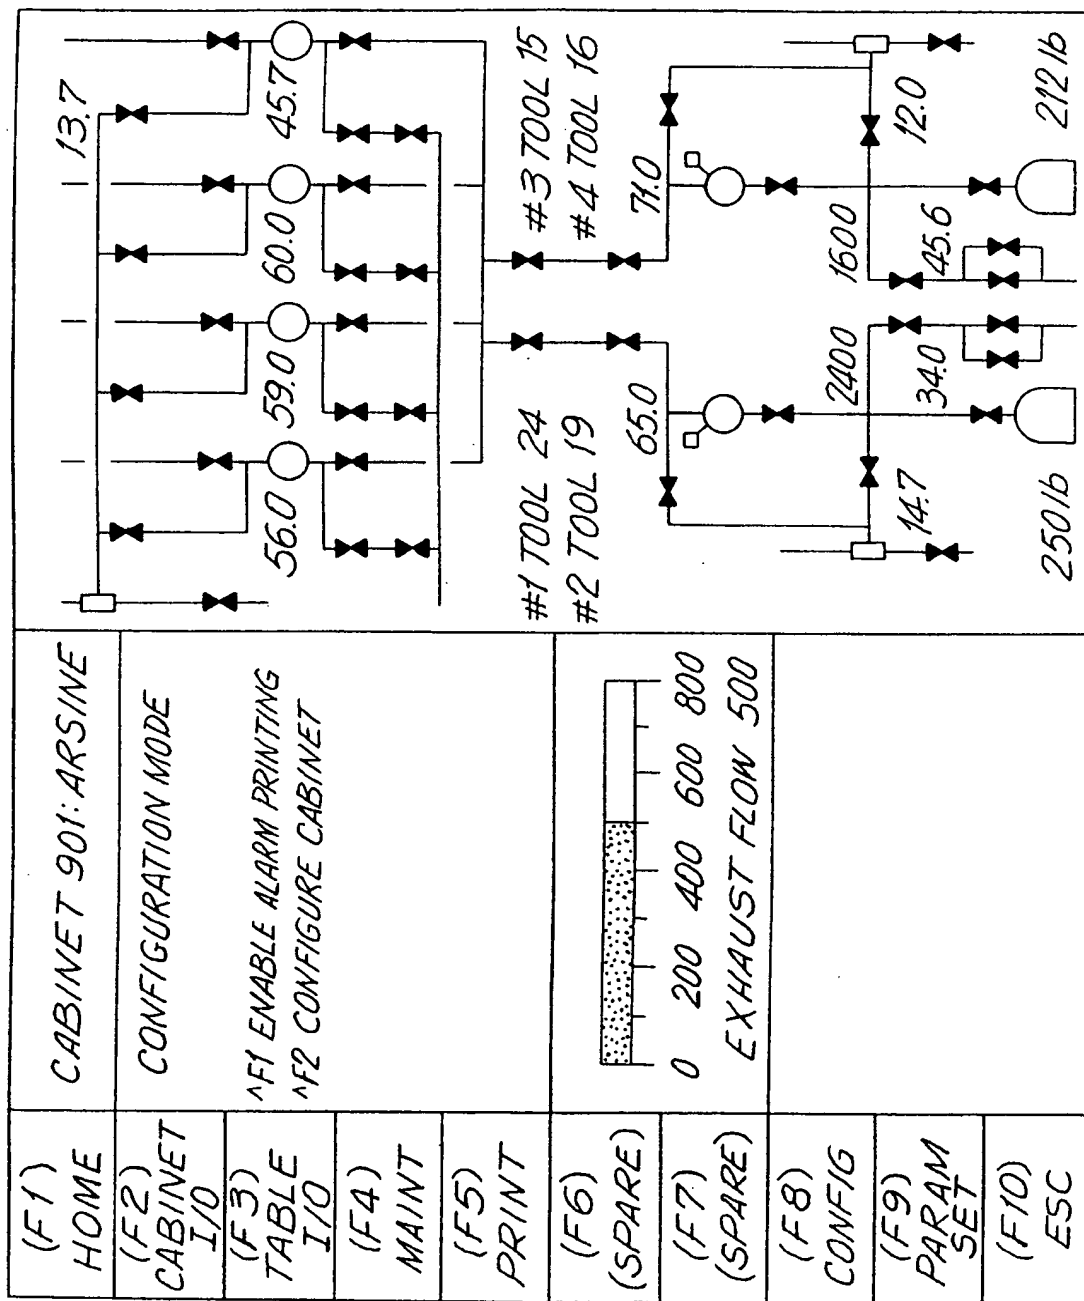 (F1)
HOME
(F2)
CABINET
I/O
(F3)
TABLE
I/O
(F4)
MAINT
(F5)
PRINT
(F6)
(SPARE)
(F7)
(SPARE)
(F8)
CONFIG
(F9)
PARAM
SET
(F10)
ESC
CABINET 901: ARSINE
CONFIGURATION MODE
^F1 ENABLE ALARM PRINTING
^F2 CONFIGURE CABINET
0 200 400 600 800
EXHAUST FLOW 500
13.7
56.0 59.0 60.0 45.7
#1 TOOL 24
#2 TOOL 19
#3 TOOL 15
#4 TOOL 16
65.0 71.0
2400 1600
14.7 34.0 45.6 12.0
250 lb 212 lb